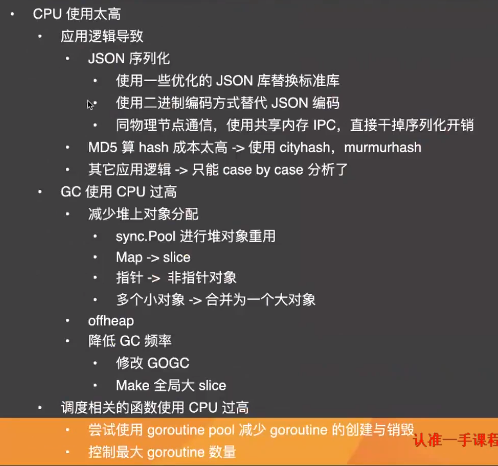 CPU 使用太高
应用逻辑导致
JSON 序列化
使用一些优化的 JSON 库替换标准库
使用二进制编码方式替代 JSON 编码
同物理节点通信，使用共享内存 IPC，直接干掉序列化开销
MD5 算 hash 成本太高 -> 使用 cityhash，murmurhash
其它应用逻辑 -> 只能 case by case 分析了
GC 使用 CPU 过高
减少堆上对象分配
sync.Pool 进行堆对象重用
Map -> slice
指针 -> 非指针对象
多个小对象 -> 合并为一个大对象
offheap
降低 GC 频率
修改 GOGC
Make 全局大 slice
调度相关的函数使用 CPU 过高
尝试使用 goroutine pool 减少 goroutine 的创建与销毁
控制最大 goroutine 数量
认准一手课程